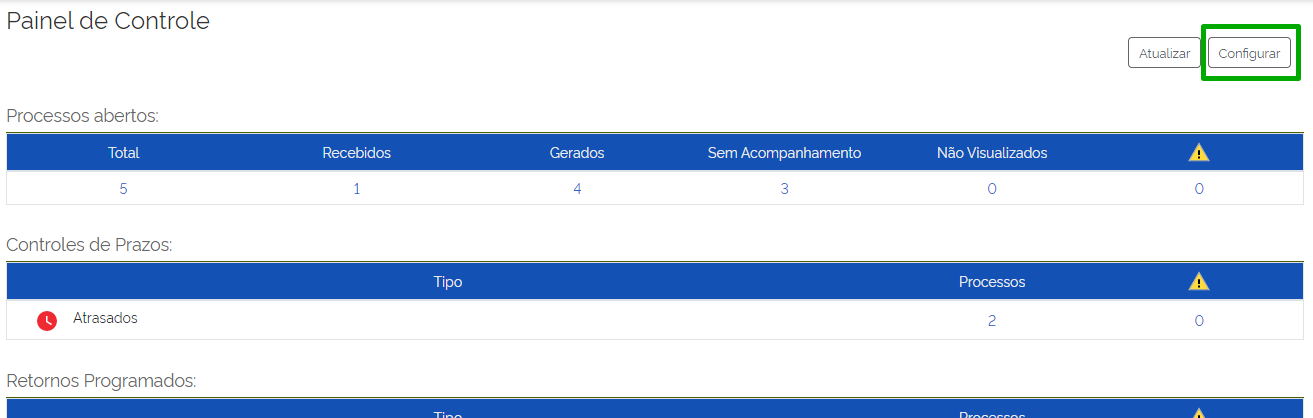 Painel de Controle
Atualizar Configurar
Processos abertos:
Total Recebidos Gerados Sem Acompanhamento Não Visualizados
5 1 4 3 0 0
Controles de Prazos:
Tipo Processos
Atrasados 2 0
Retornos Programados:
Tipo Processos